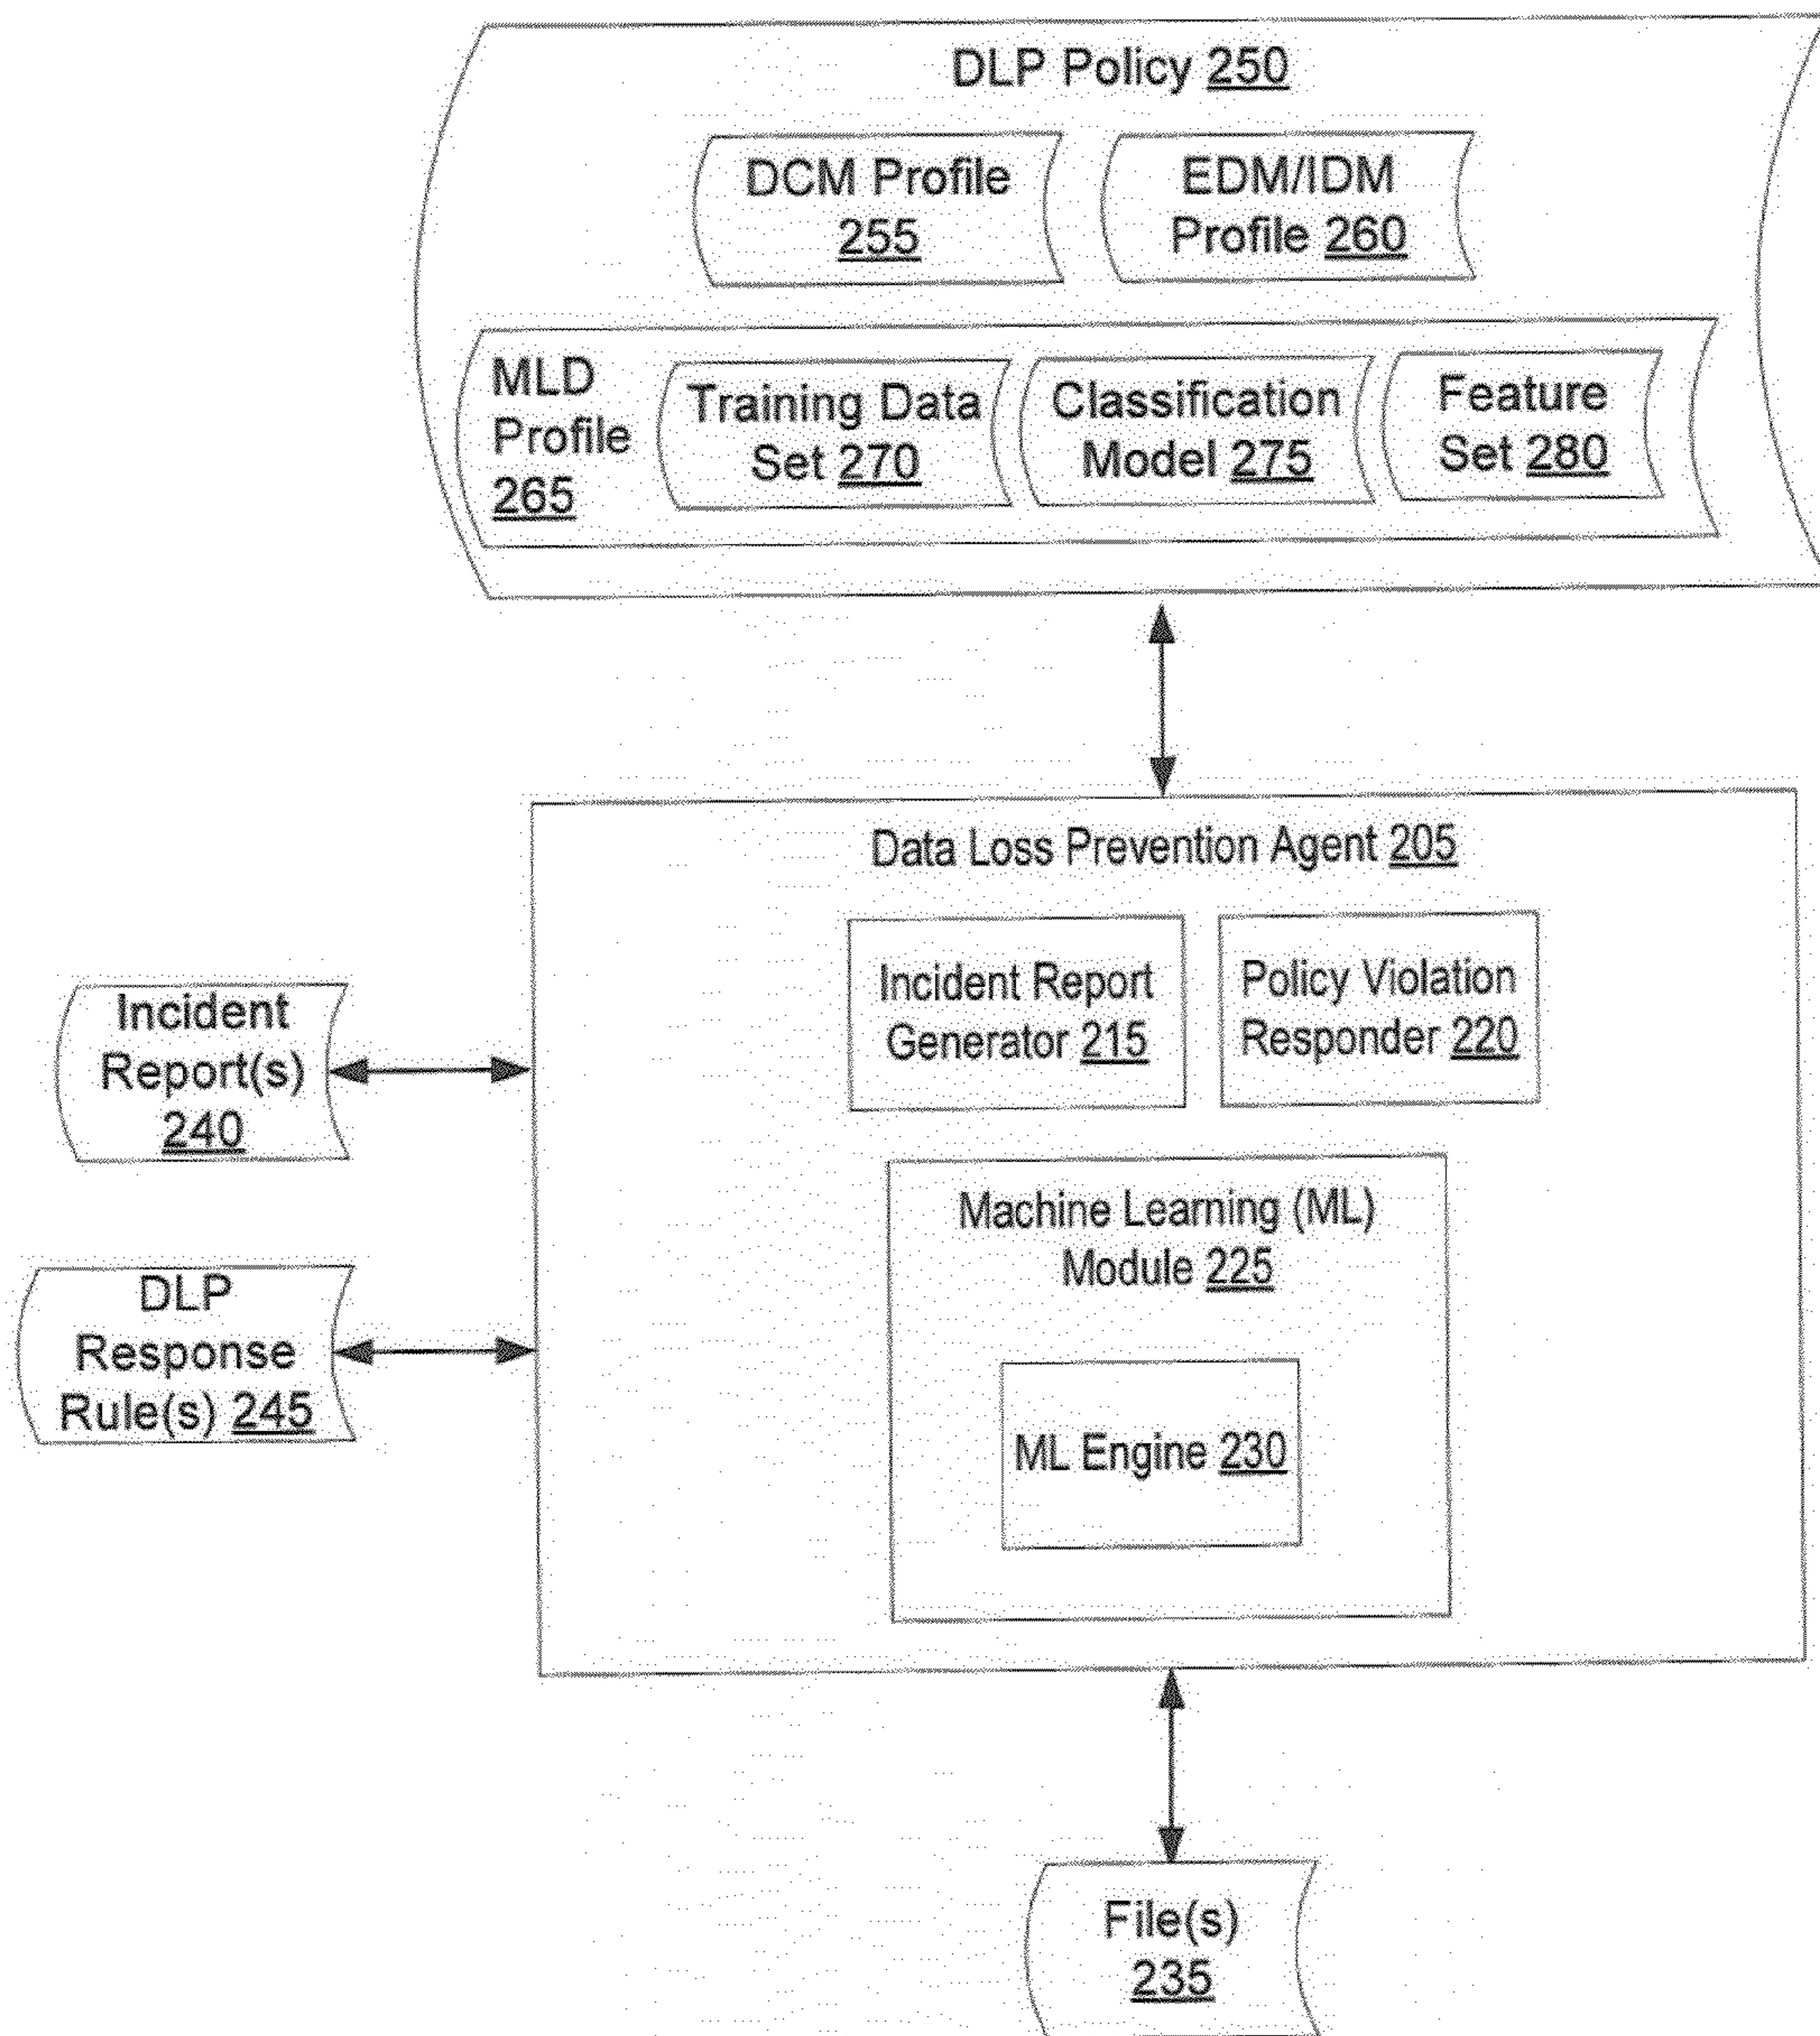 DLP Policy 250
DCM Profile
255
EDM/IDM
Profile 260
MLD
Profile
265
Training Data
Set 270
Classification
Model 275
Feature
Set 280
Data Loss Prevention Agent 205
Incident Report
Generator 215
Policy Violation
Responder 220
Incident
Report(s)
240
Machine Learning (ML)
Module 225
DLP
Response
Rule(s) 245
ML Engine 230
File(s)
235